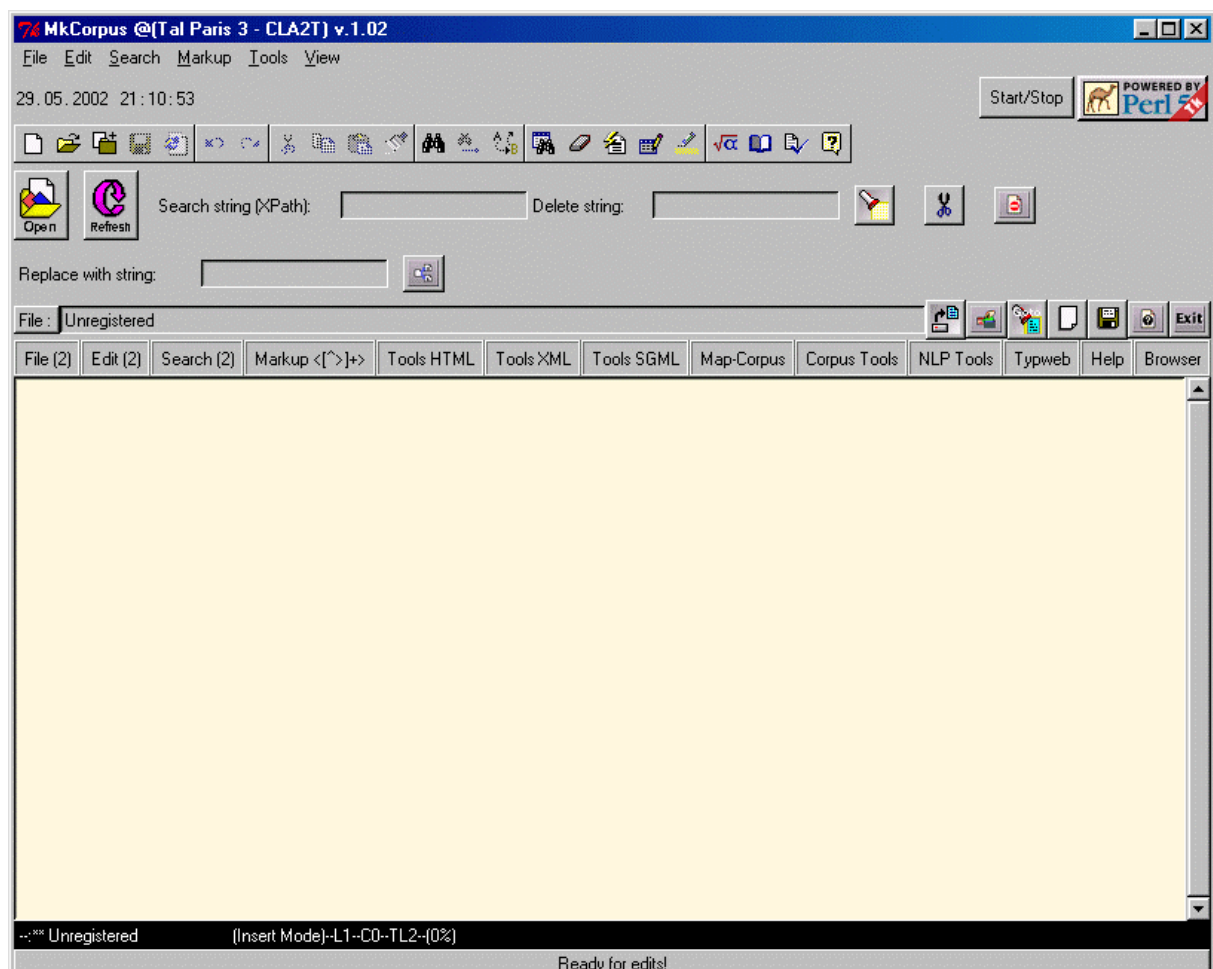 MkCorpus @(Tal Paris 3 - CLA2T) v.1.02
File Edit Search Markup Tools View
29.05.2002 21:10:53
Start/Stop
POWERED BY
Perl 5
Open
Refresh
Search string (XPath):
Delete string:
Replace with string:
File : Unregistered
Exit
File (2) Edit (2) Search (2) Markup <[^>]+> Tools HTML Tools XML Tools SGML Map-Corpus Corpus Tools NLP Tools Typweb Help Browser
--:** Unregistered (Insert Mode)--L1--C0--TL2--(0%)
Ready for edits!